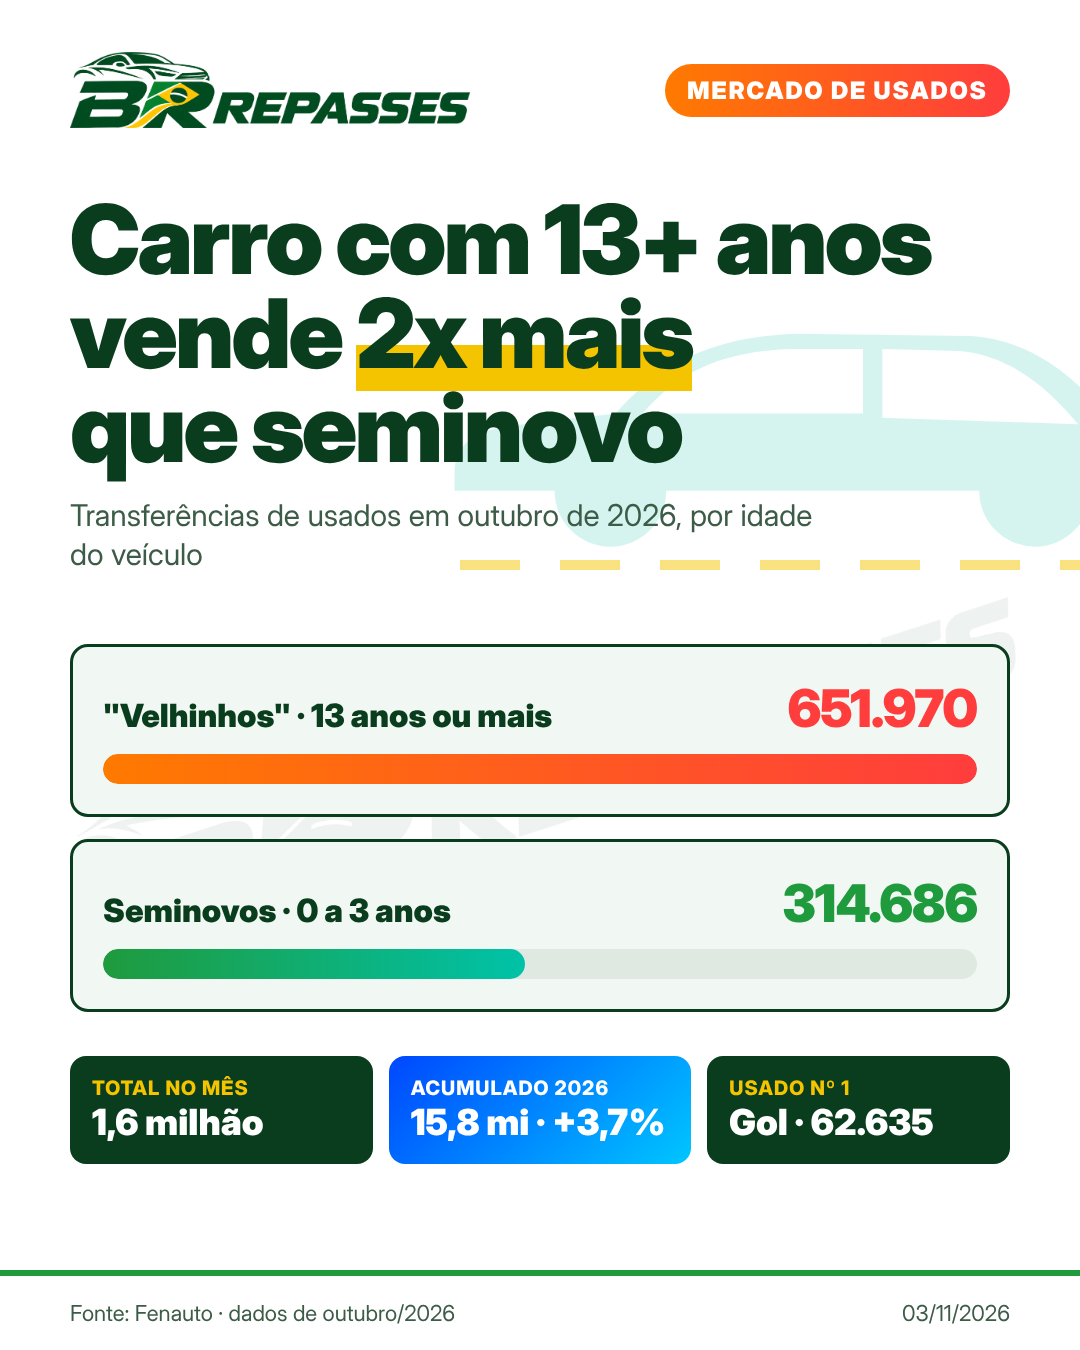 BR REPASSES
MERCADO DE USADOS
Carro com 13+ anos
vende 2x mais
que seminovo
Transferências de usados em outubro de 2026, por idade
do veículo
"Velhinhos" · 13 anos ou mais
651.970
Seminovos · 0 a 3 anos
314.686
TOTAL NO MÊS
1,6 milhão
ACUMULADO 2026
15,8 mi · +3,7%
USADO Nº 1
Gol · 62.635
Fonte: Fenauto · dados de outubro/2026
03/11/2026